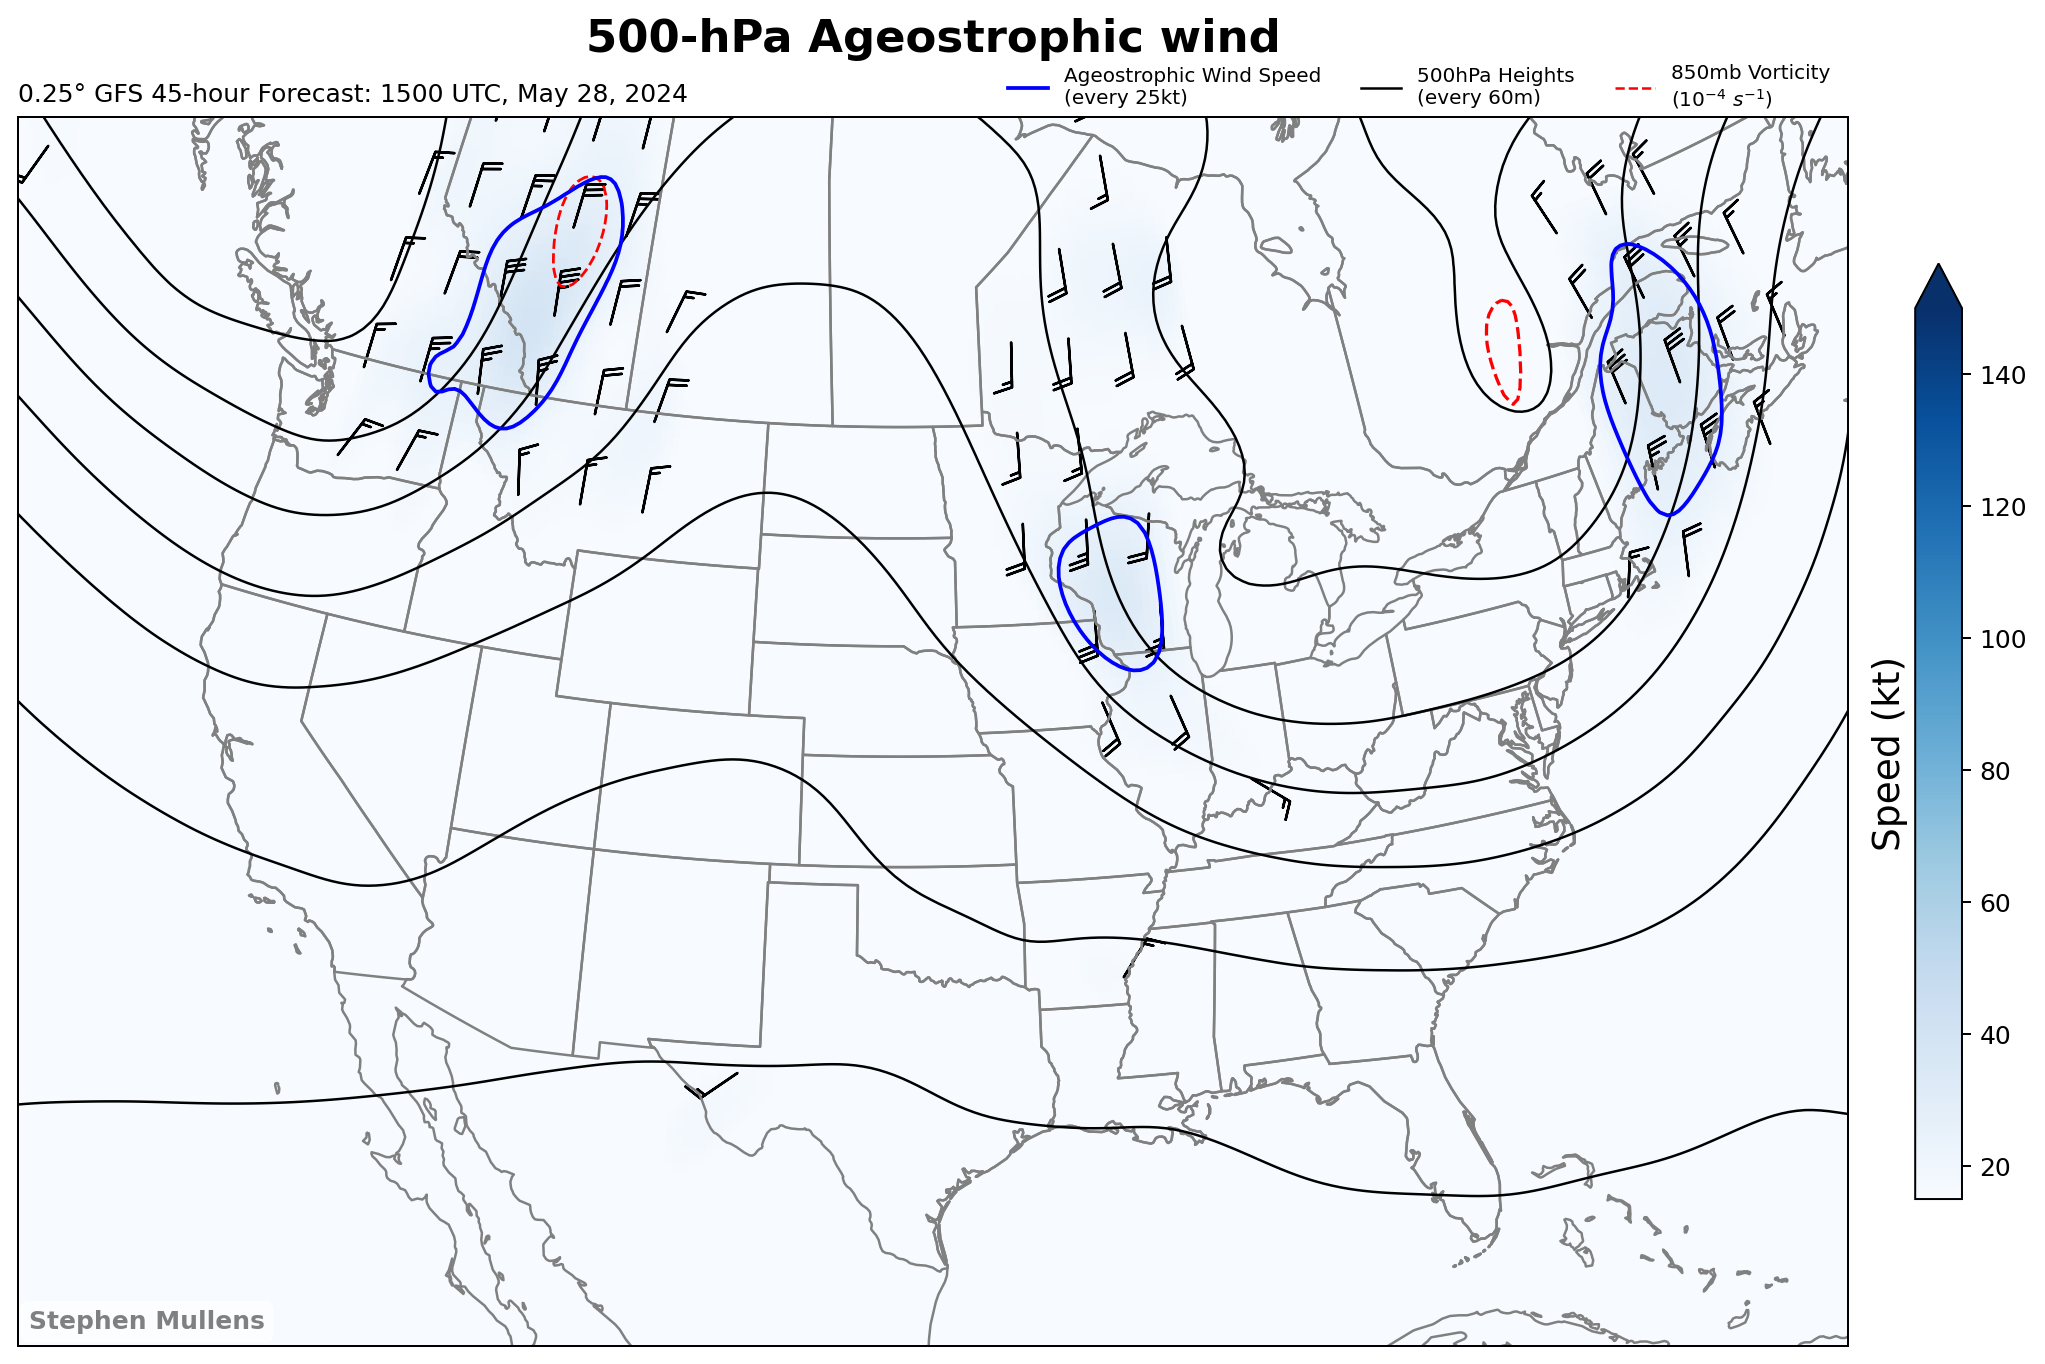 500-hPa Ageostrophic wind
0.25° GFS 45-hour Forecast: 1500 UTC, May 28, 2024
Ageostrophic Wind Speed
(every 25kt)
500hPa Heights
(every 60m)
850mb Vorticity
(10⁻⁴ s⁻¹)
140
120
100
80
60
40
20
Speed (kt)
Stephen Mullens